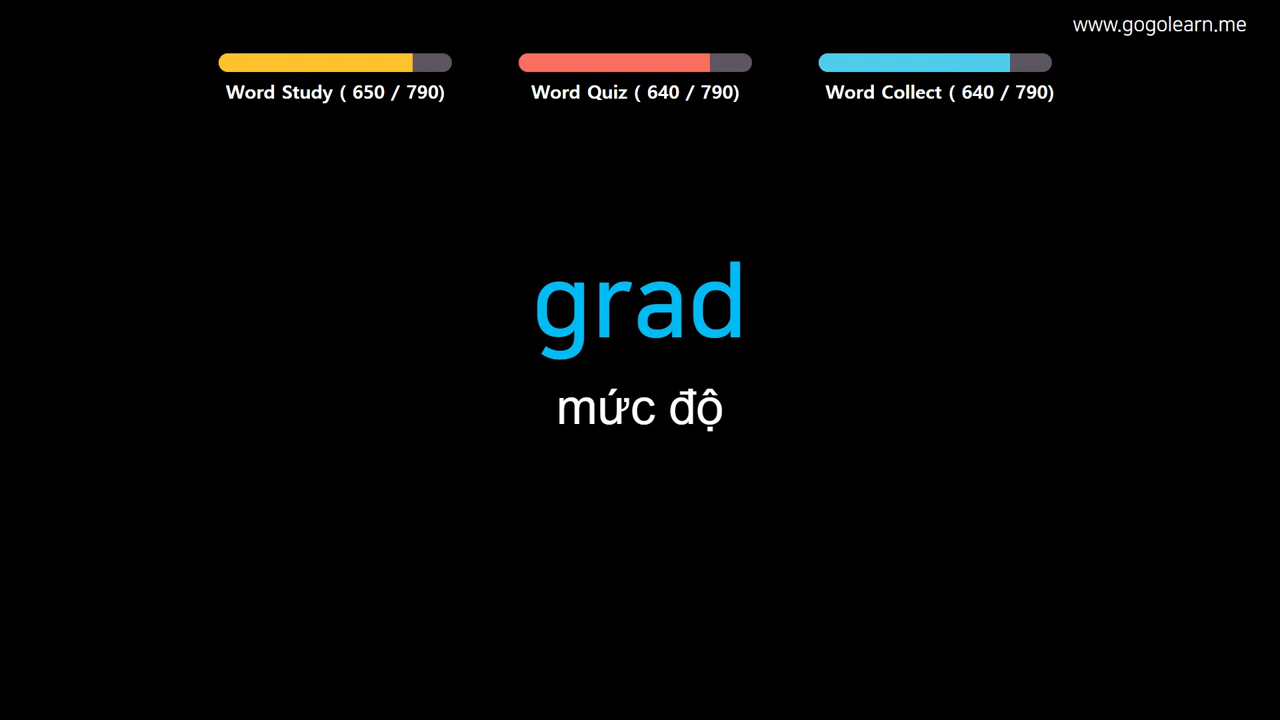 www.gogolearn.me
Word Study ( 650 / 790)
Word Quiz ( 640 / 790)
Word Collect ( 640 / 790)
grad
mức độ